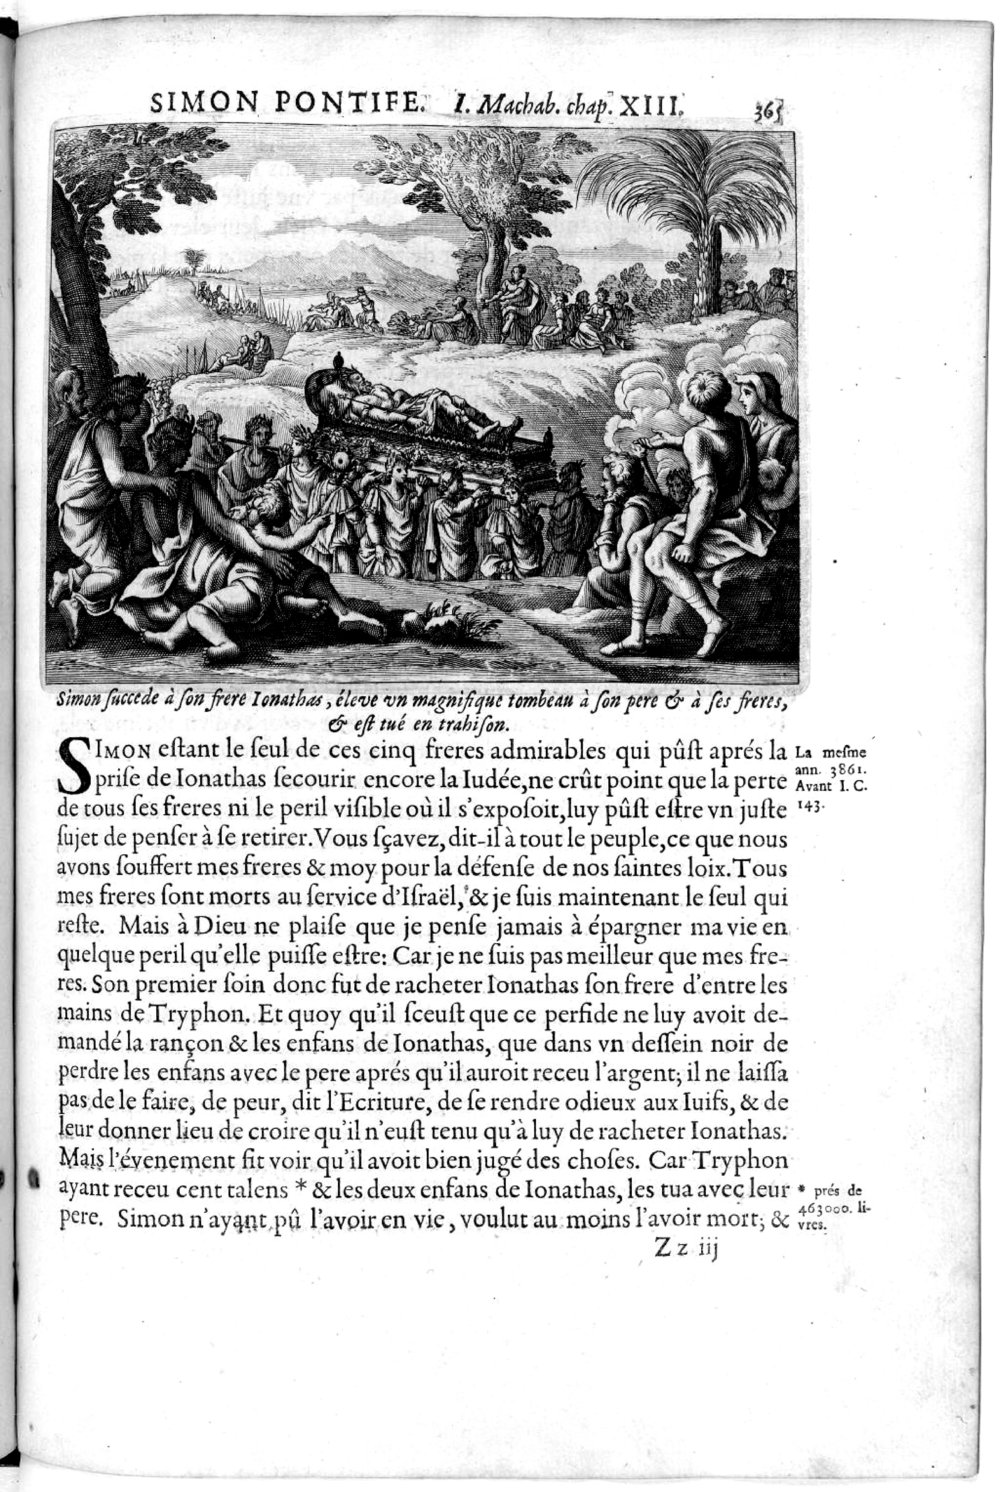 SIMON PONTIFE. I. Machab. chap. XIII. 365
Simon ſuccede à ſon frere Ionathas, éleve vn magnifique tombeau à ſon pere & à ſes freres,
& eſt tué en trahiſon.
SIMON eſtant le ſeul de ces cinq freres admirables qui pûſt aprés la
priſe de Ionathas ſecourir encore la Iudée, ne crût point que la perte
de tous ſes freres ni le peril viſible où il s'expoſoit, luy pûſt eſtre vn juſte
ſujet de penſer à ſe retirer. Vous ſçavez, dit-il à tout le peuple, ce que nous
avons ſouffert mes freres & moy pour la défenſe de nos ſaintes loix. Tous
mes freres ſont morts au ſervice d'Iſraël, & je ſuis maintenant le ſeul qui
reſte. Mais à Dieu ne plaiſe que je penſe jamais à épargner ma vie en
quelque peril qu'elle puiſſe eſtre: Car je ne ſuis pas meilleur que mes fre-
res. Son premier ſoin donc fut de racheter Ionathas ſon frere d'entre les
mains de Tryphon. Et quoy qu'il ſceuſt que ce perfide ne luy avoit de-
mandé la rançon & les enfans de Ionathas, que dans vn deſſein noir de
perdre les enfans avec le pere aprés qu'il auroit receu l'argent; il ne laiſſa
pas de le faire, de peur, dit l'Ecriture, de ſe rendre odieux aux Iuifs, & de
leur donner lieu de croire qu'il n'euſt tenu qu'à luy de racheter Ionathas.
Mais l'évenement fit voir qu'il avoit bien jugé des choſes. Car Tryphon
ayant receu cent talens * & les deux enfans de Ionathas, les tua avec leur
pere. Simon n'ayant pû l'avoir en vie, voulut au moins l'avoir mort; &
La meſme
ann. 3861.
Avant I. C.
143.
* prés de
463000. li-
vres.
Zz iij